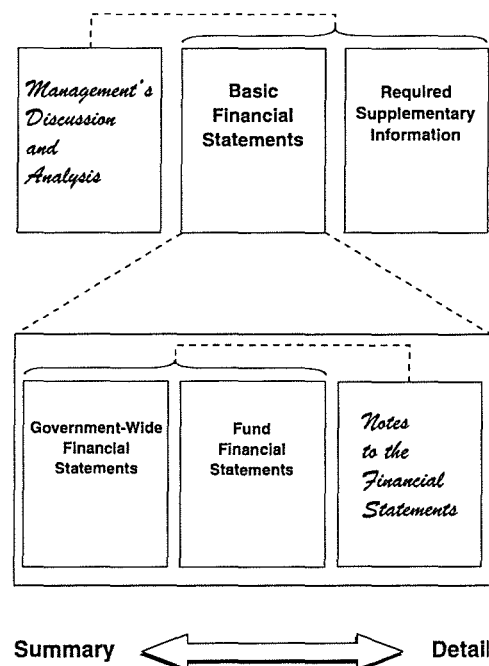 Management's
Discussion
and
Analysis
Basic
Financial
Statements
Required
Supplementary
Information
Government-Wide
Financial
Statements
Fund
Financial
Statements
Notes
to the
Financial
Statements
Summary
Detail